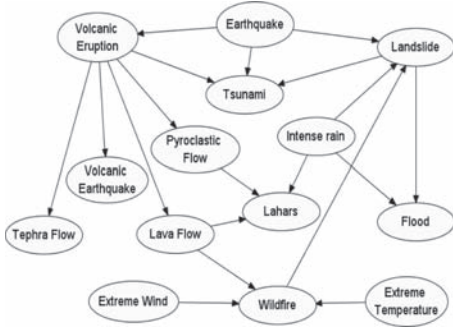 Earthquake
Volcanic
Eruption
Landslide
Tsunami
Pyroclastic
Flow
Intense rain
Volcanic
Earthquake
Lahars
Tephra Flow
Lava Flow
Flood
Extreme Wind
Wildfire
Extreme
Temperature